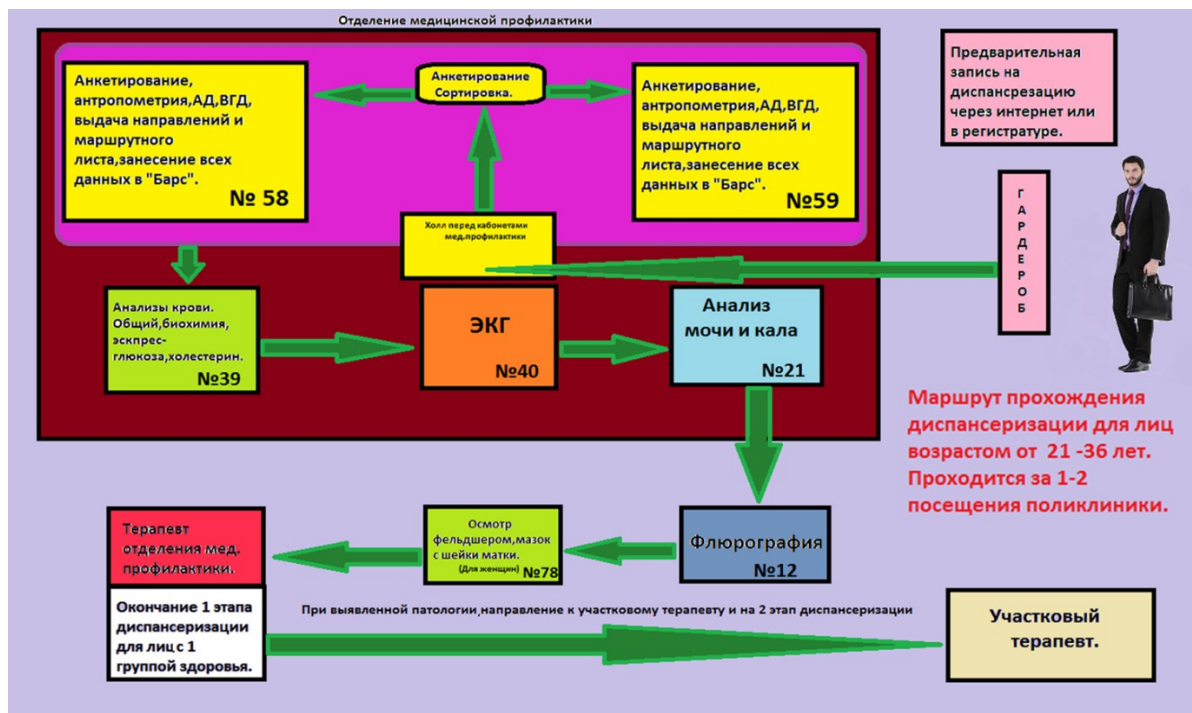 Отделение медицинской профилактики
Анкетирование,
антропометрия,АД,ВГД,
выдача направлений и
маршрутного
листа,занесение всех
данных в "Барс".
№ 58
Анкетирование
Сортировка.
Анкетирование,
антропометрия,АД,ВГД,
выдача направлений и
маршрутного
листа,занесение всех
данных в "Барс".
№59
Предварительная
запись на
диспансрезацию
через интернет или
в регистратуре.
Г
А
Р
Д
Е
Р
О
Б
Холл перед кабонетами
мед.профилактики
Анализы крови.
Общий,биохимия,
эскпрес-
глюкоза,холестерин.
№39
ЭКГ
№40
Анализ
мочи и кала
№21
Маршрут прохождения
диспансеризации для лиц
возрастом от 21 -36 лет.
Проходится за 1-2
посещения поликлиники.
Флюрография
№12
Осмотр
фельдшером,мазок
с шейки матки.
(Для женщин) №78
Терапевт
отделения мед.
профилактики.
Окончание 1 этапа
диспансеризации
для лиц с 1
группой здоровья.
При выявленной патологии,направление к участковому терапевту и на 2 этап диспансеризации
Участковый
терапевт.